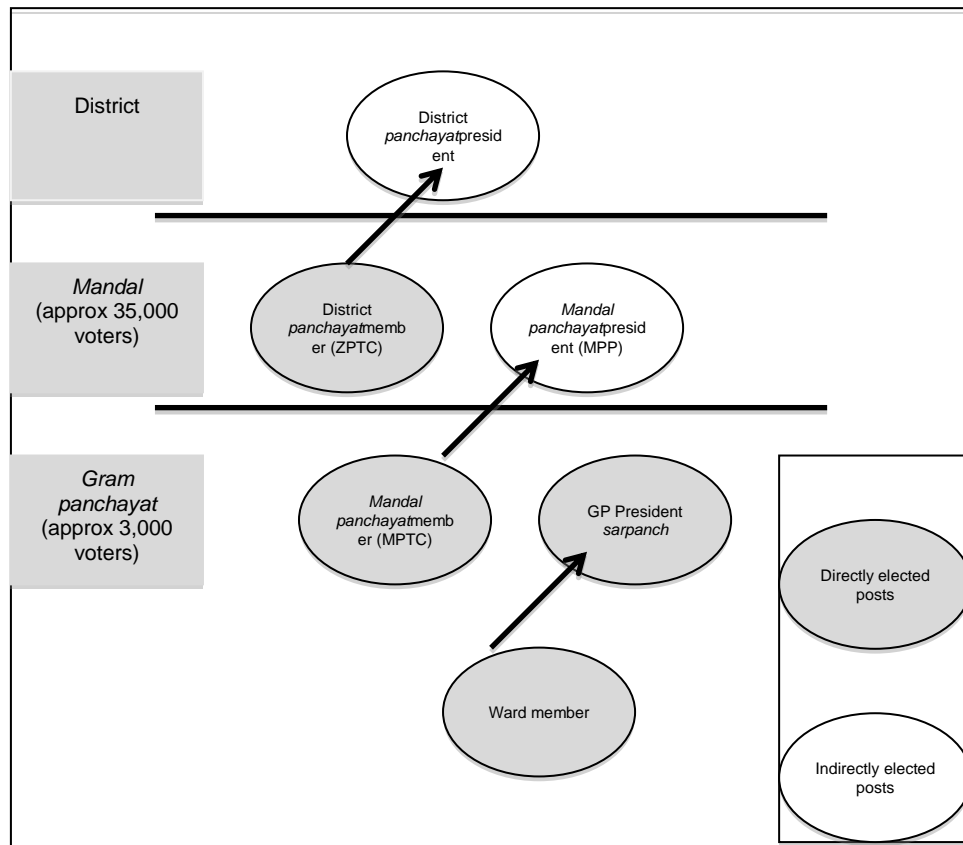 District
District
panchayatpresid
ent
Mandal
(approx 35,000
voters)
District
panchayatmemb
er (ZPTC)
Mandal
panchayatpresid
ent (MPP)
Gram
panchayat
(approx 3,000
voters)
Mandal
panchayatmemb
er (MPTC)
GP President
sarpanch
Directly elected
posts
Ward member
Indirectly elected
posts